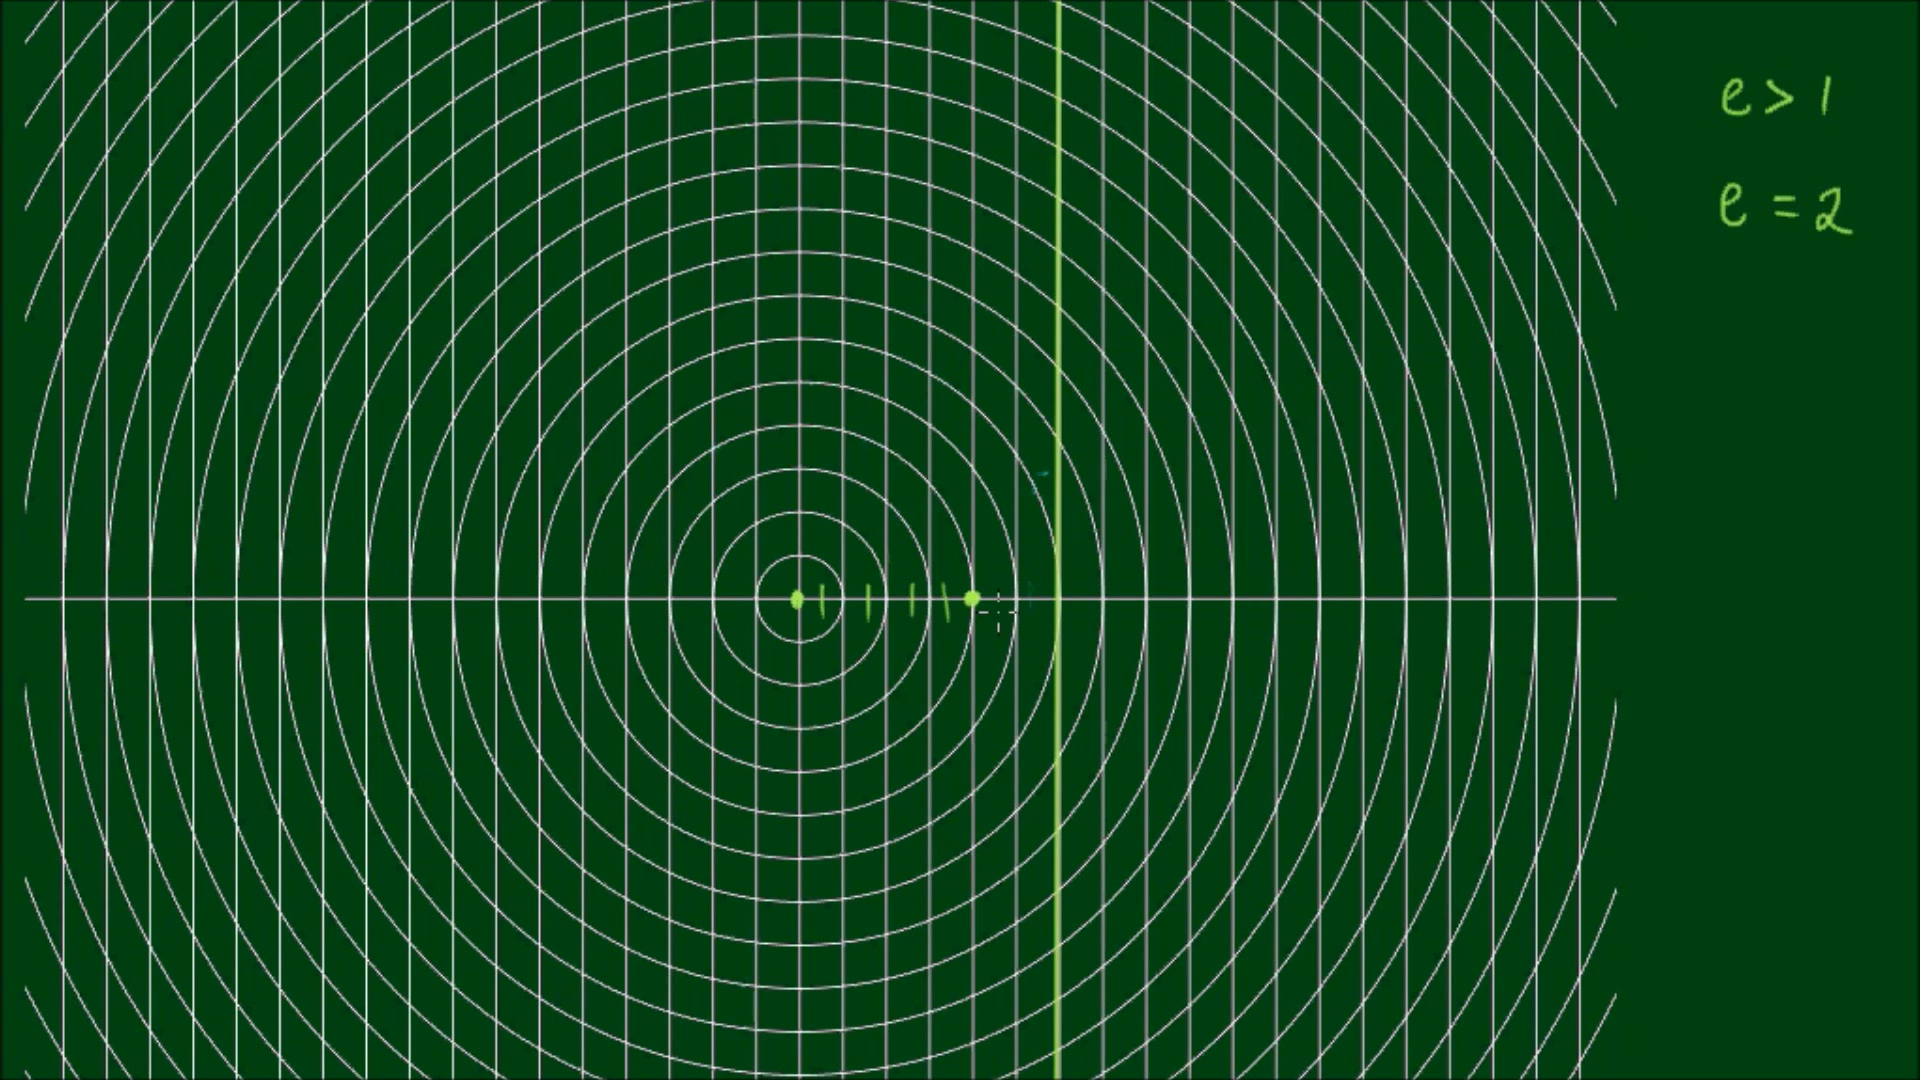 e > 1
e = 2